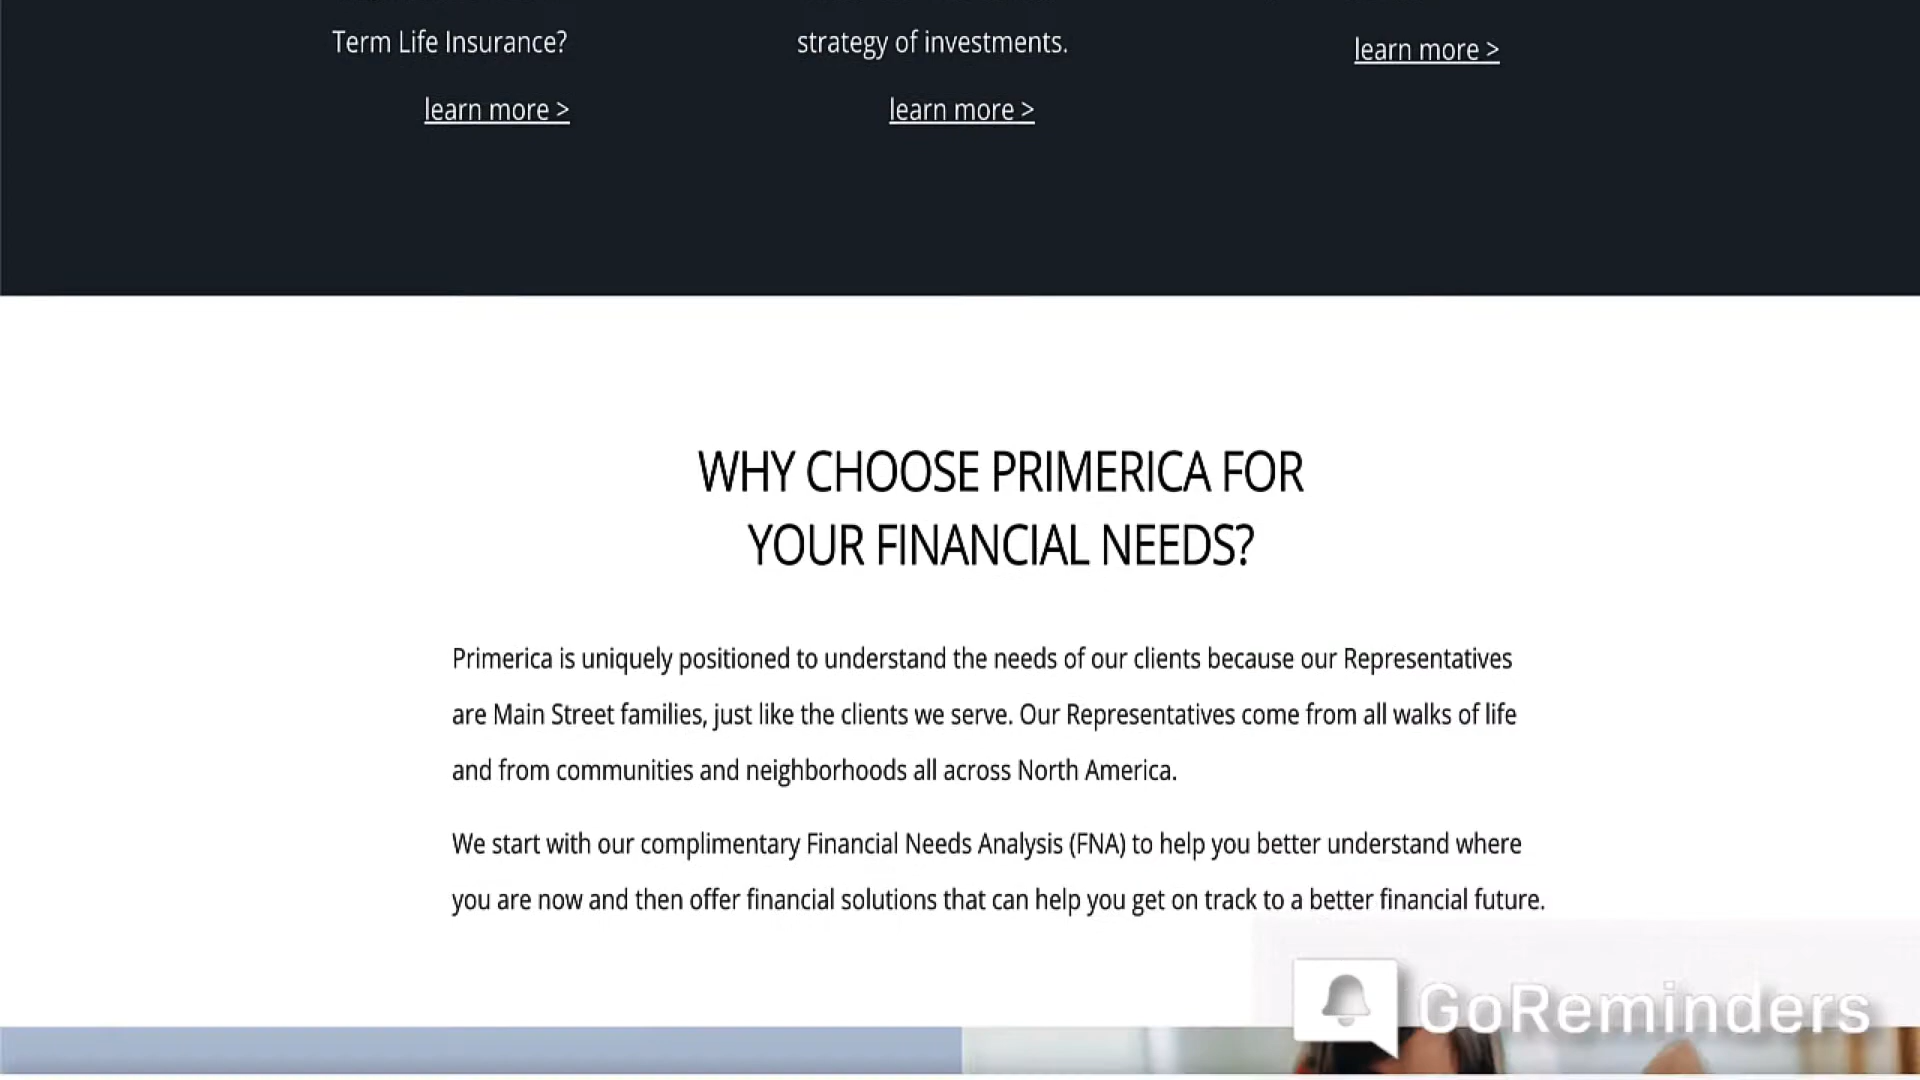 Term Life Insurance?
strategy of investments.
learn more >
learn more >
learn more >
WHY CHOOSE PRIMERICA FOR
YOUR FINANCIAL NEEDS?
Primerica is uniquely positioned to understand the needs of our clients because our Representatives
are Main Street families, just like the clients we serve. Our Representatives come from all walks of life
and from communities and neighborhoods all across North America.
We start with our complimentary Financial Needs Analysis (FNA) to help you better understand where
you are now and then offer financial solutions that can help you get on track to a better financial future.
GoReminders